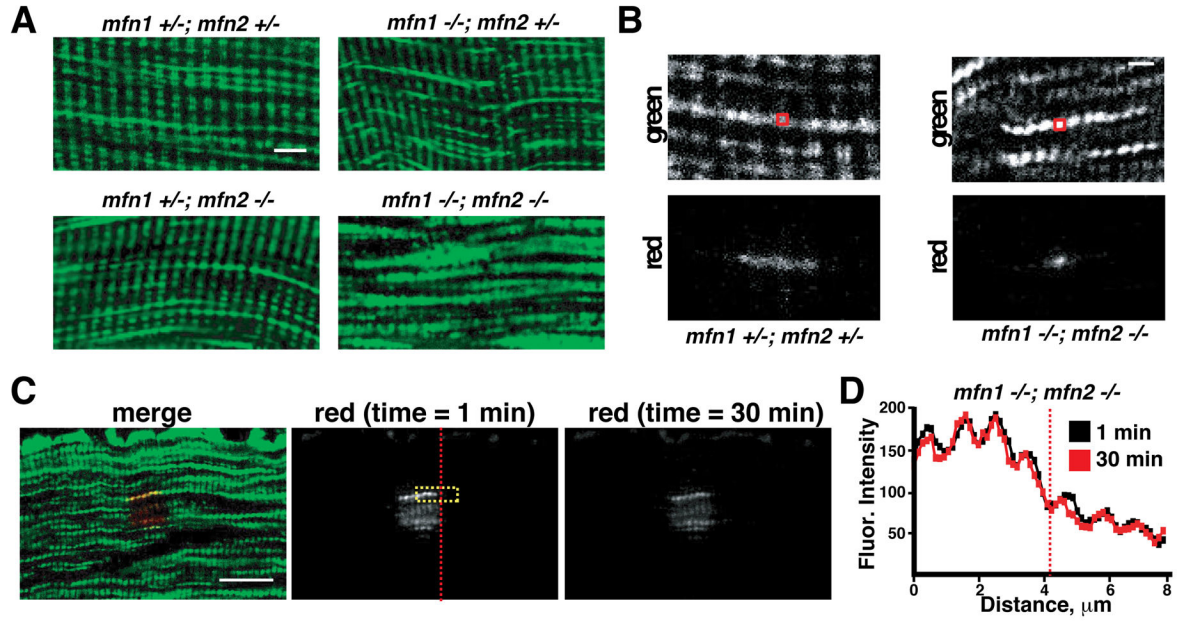 A
mfn1 +/-; mfn2 +/-
mfn1 -/-; mfn2 +/-
mfn1 +/-; mfn2 -/-
mfn1 -/-; mfn2 -/-
B
green
green
red
red
mfn1 +/-; mfn2 +/-
mfn1 -/-; mfn2 -/-
C
merge
red (time = 1 min)
red (time = 30 min)
D
mfn1 -/-; mfn2 -/-
Fluor. Intensity
200
150
100
50
1 min
30 min
0
2
4
6
8
Distance, μm